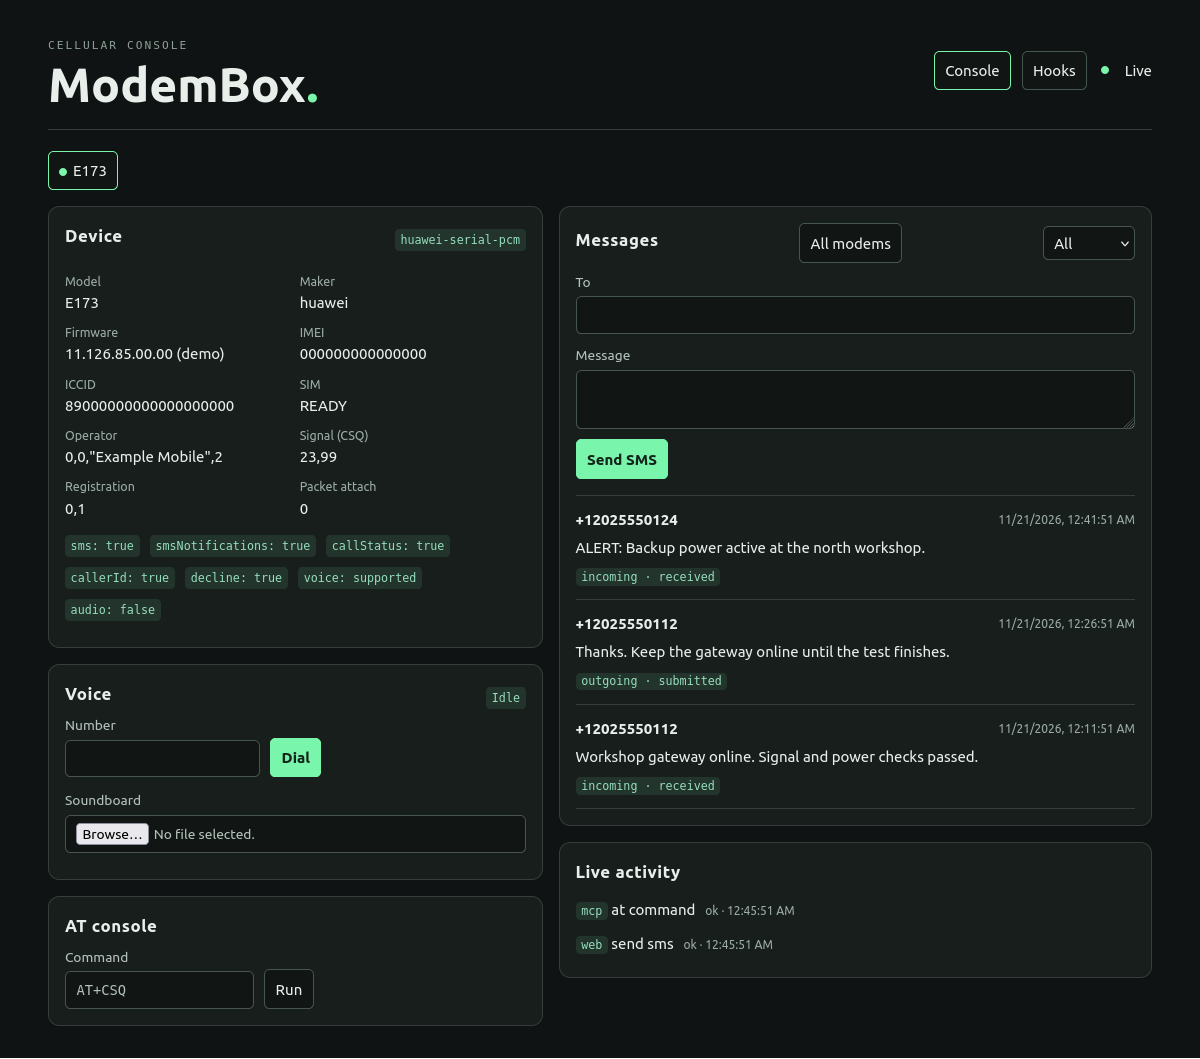 CELLULAR CONSOLE
ModemBox.
Console
Hooks
Live
E173
Device
huawei-serial-pcm
Model
E173
Maker
huawei
Firmware
11.126.85.00.00 (demo)
IMEI
000000000000000
ICCID
89000000000000000000
SIM
READY
Operator
0,0,"Example Mobile",2
Signal (CSQ)
23,99
Registration
0,1
Packet attach
0
sms: true
smsNotifications: true
callStatus: true
callerId: true
decline: true
voice: supported
audio: false
Voice
Idle
Number
Dial
Soundboard
Browse… No file selected.
AT console
Command
AT+CSQ
Run
Messages
All modems
All
To
Message
Send SMS
+12025550124
11/21/2026, 12:41:51 AM
ALERT: Backup power active at the north workshop.
incoming · received
+12025550112
11/21/2026, 12:26:51 AM
Thanks. Keep the gateway online until the test finishes.
outgoing · submitted
+12025550112
11/21/2026, 12:11:51 AM
Workshop gateway online. Signal and power checks passed.
incoming · received
Live activity
mcp at command ok · 12:45:51 AM
web send sms ok · 12:45:51 AM